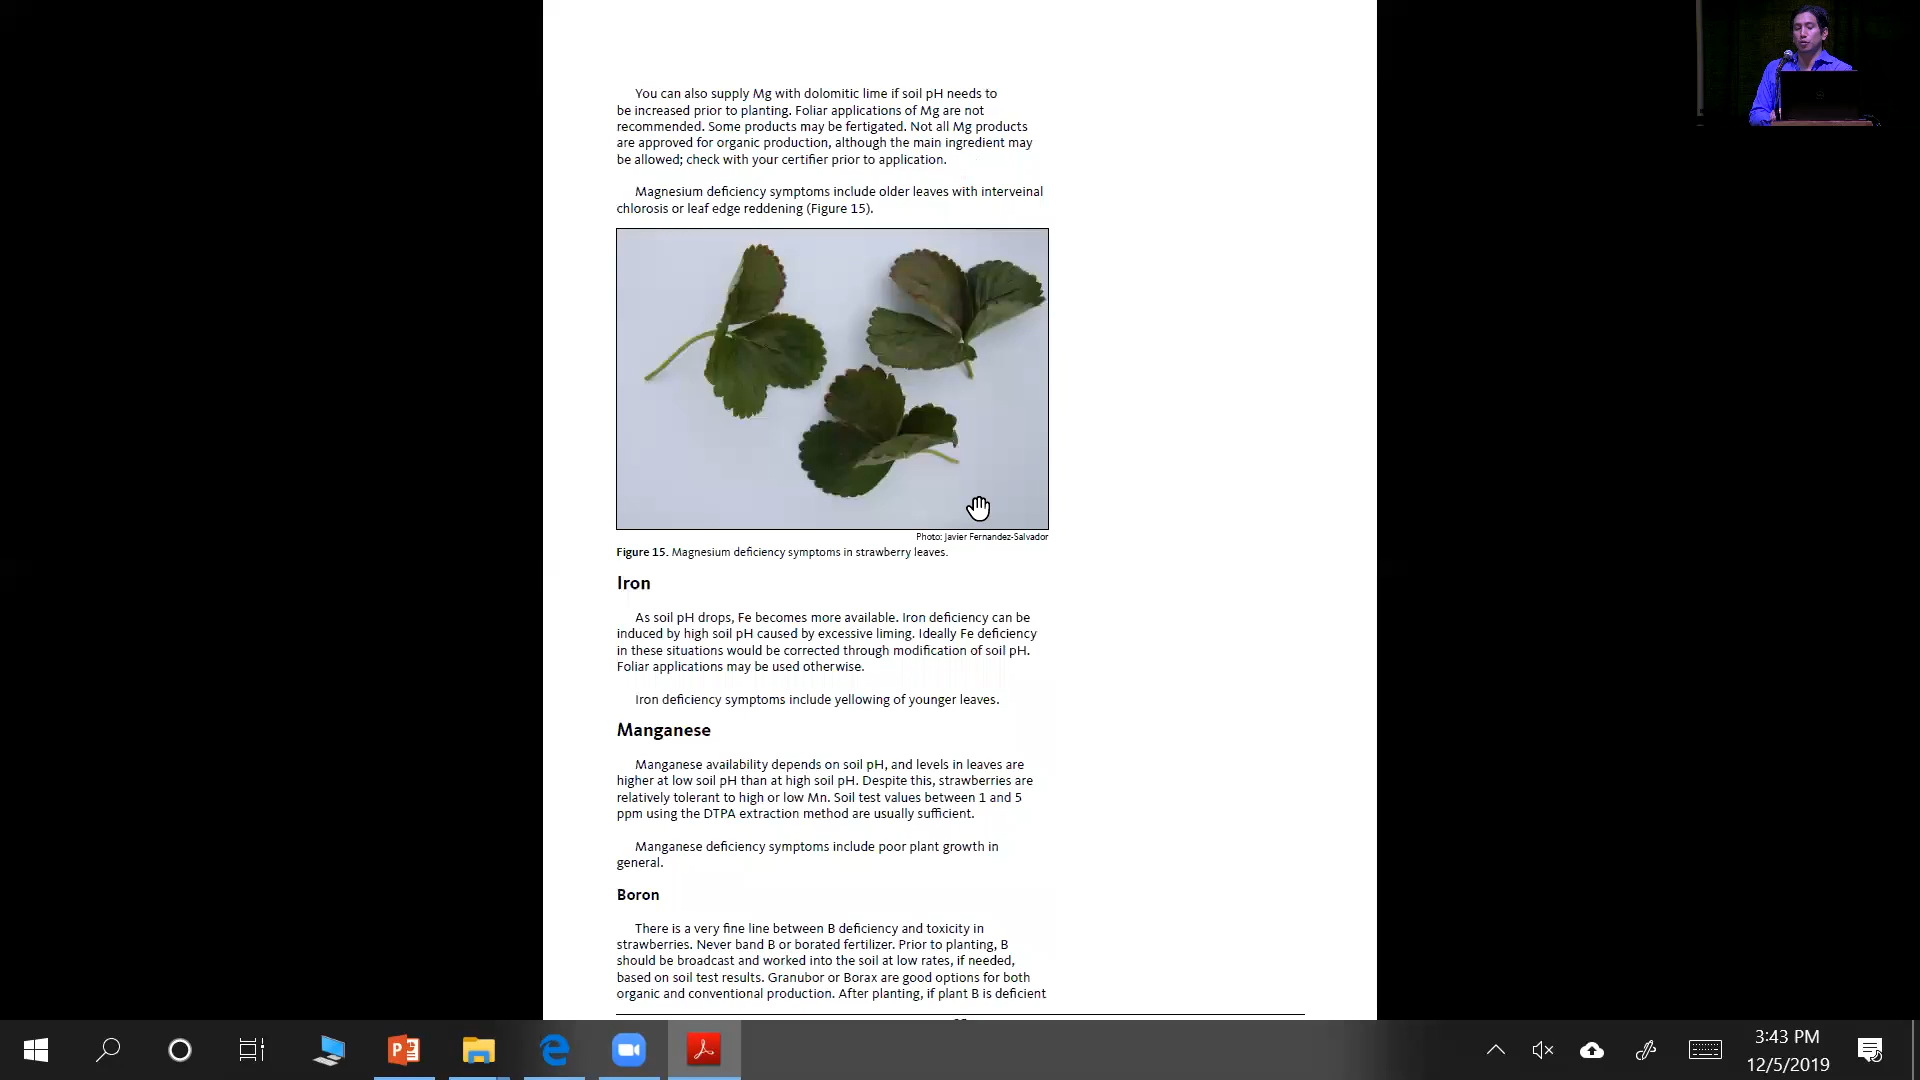 You can also supply Mg with dolomitic lime if soil pH needs to
be increased prior to planting. Foliar applications of Mg are not
recommended. Some products may be fertigated. Not all Mg products
are approved for organic production, although the main ingredient may
be allowed; check with your certifier prior to application.
Magnesium deficiency symptoms include older leaves with interveinal
chlorosis or leaf edge reddening (Figure 15).
Photo: Javier Fernandez-Salvador
Figure 15. Magnesium deficiency symptoms in strawberry leaves.
Iron
As soil pH drops, Fe becomes more available. Iron deficiency can be
induced by high soil pH caused by excessive liming. Ideally Fe deficiency
in these situations would be corrected through modification of soil pH.
Foliar applications may be used otherwise.
Iron deficiency symptoms include yellowing of younger leaves.
Manganese
Manganese availability depends on soil pH, and levels in leaves are
higher at low soil pH than at high soil pH. Despite this, strawberries are
relatively tolerant to high or low Mn. Soil test values between 1 and 5
ppm using the DTPA extraction method are usually sufficient.
Manganese deficiency symptoms include poor plant growth in
general.
Boron
There is a very fine line between B deficiency and toxicity in
strawberries. Never band B or borated fertilizer. Prior to planting, B
should be broadcast and worked into the soil at low rates, if needed,
based on soil test results. Granubor or Borax are good options for both
organic and conventional production. After planting, if plant B is deficient
3:43 PM
12/5/2019